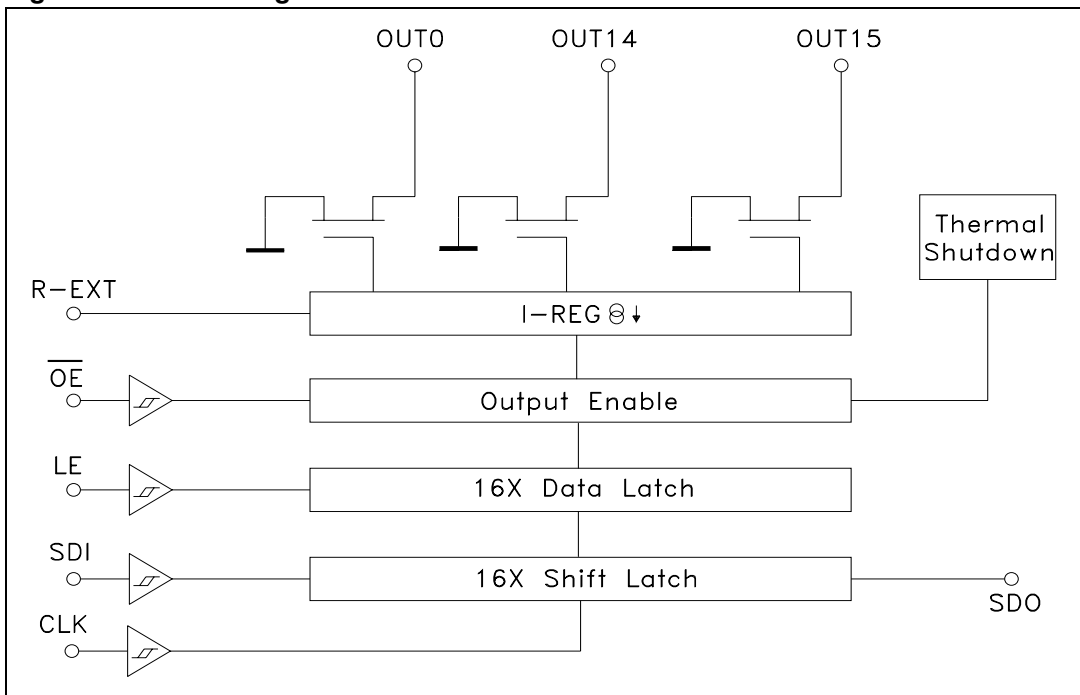 OUT0 OUT14 OUT15
Thermal
Shutdown
R-EXT
I-REG
OE
Output Enable
LE
16X Data Latch
SDI
16X Shift Latch
SDO
CLK